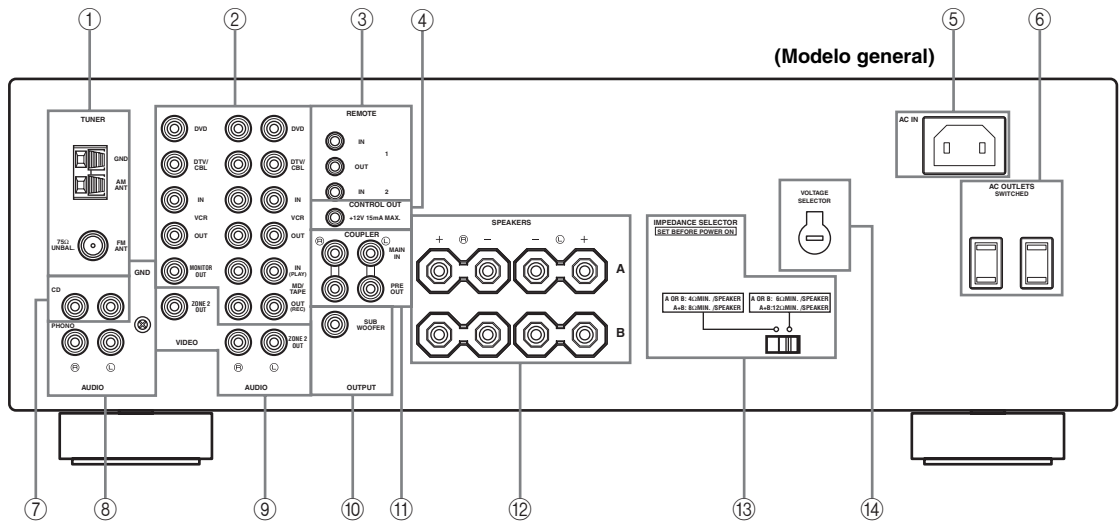 ① ② ③ ④ ⑤ ⑥
(Modelo general)
TUNER
GND
AM
ANT
75Ω
UNBAL.
FM
ANT
DVD
DVD
DTV/
CBL
DTV/
CBL
IN
IN
VCR
VCR
OUT
OUT
MONITOR
OUT
IN
(PLAY)
MD/
TAPE
OUT
(REC)
ZONE 2
OUT
VIDEO
ZONE 2
OUT
R L
AUDIO
REMOTE
IN
1
OUT
IN 2
CONTROL OUT
+12V 15mA MAX.
COUPLER
R L
MAIN
IN
PRE
OUT
SUB
WOOFER
OUTPUT
CD
GND
PHONO
R L
AUDIO
SPEAKERS
+ R − − L +
A
B
IMPEDANCE SELECTOR
SET BEFORE POWER ON
A OR B: 4ΩMIN. /SPEAKER
A+B: 8ΩMIN. /SPEAKER
A OR B: 6ΩMIN. /SPEAKER
A+B:12ΩMIN. /SPEAKER
VOLTAGE
SELECTOR
AC IN
AC OUTLETS
SWITCHED
⑦ ⑧ ⑨ ⑩ ⑪ ⑫ ⑬ ⑭